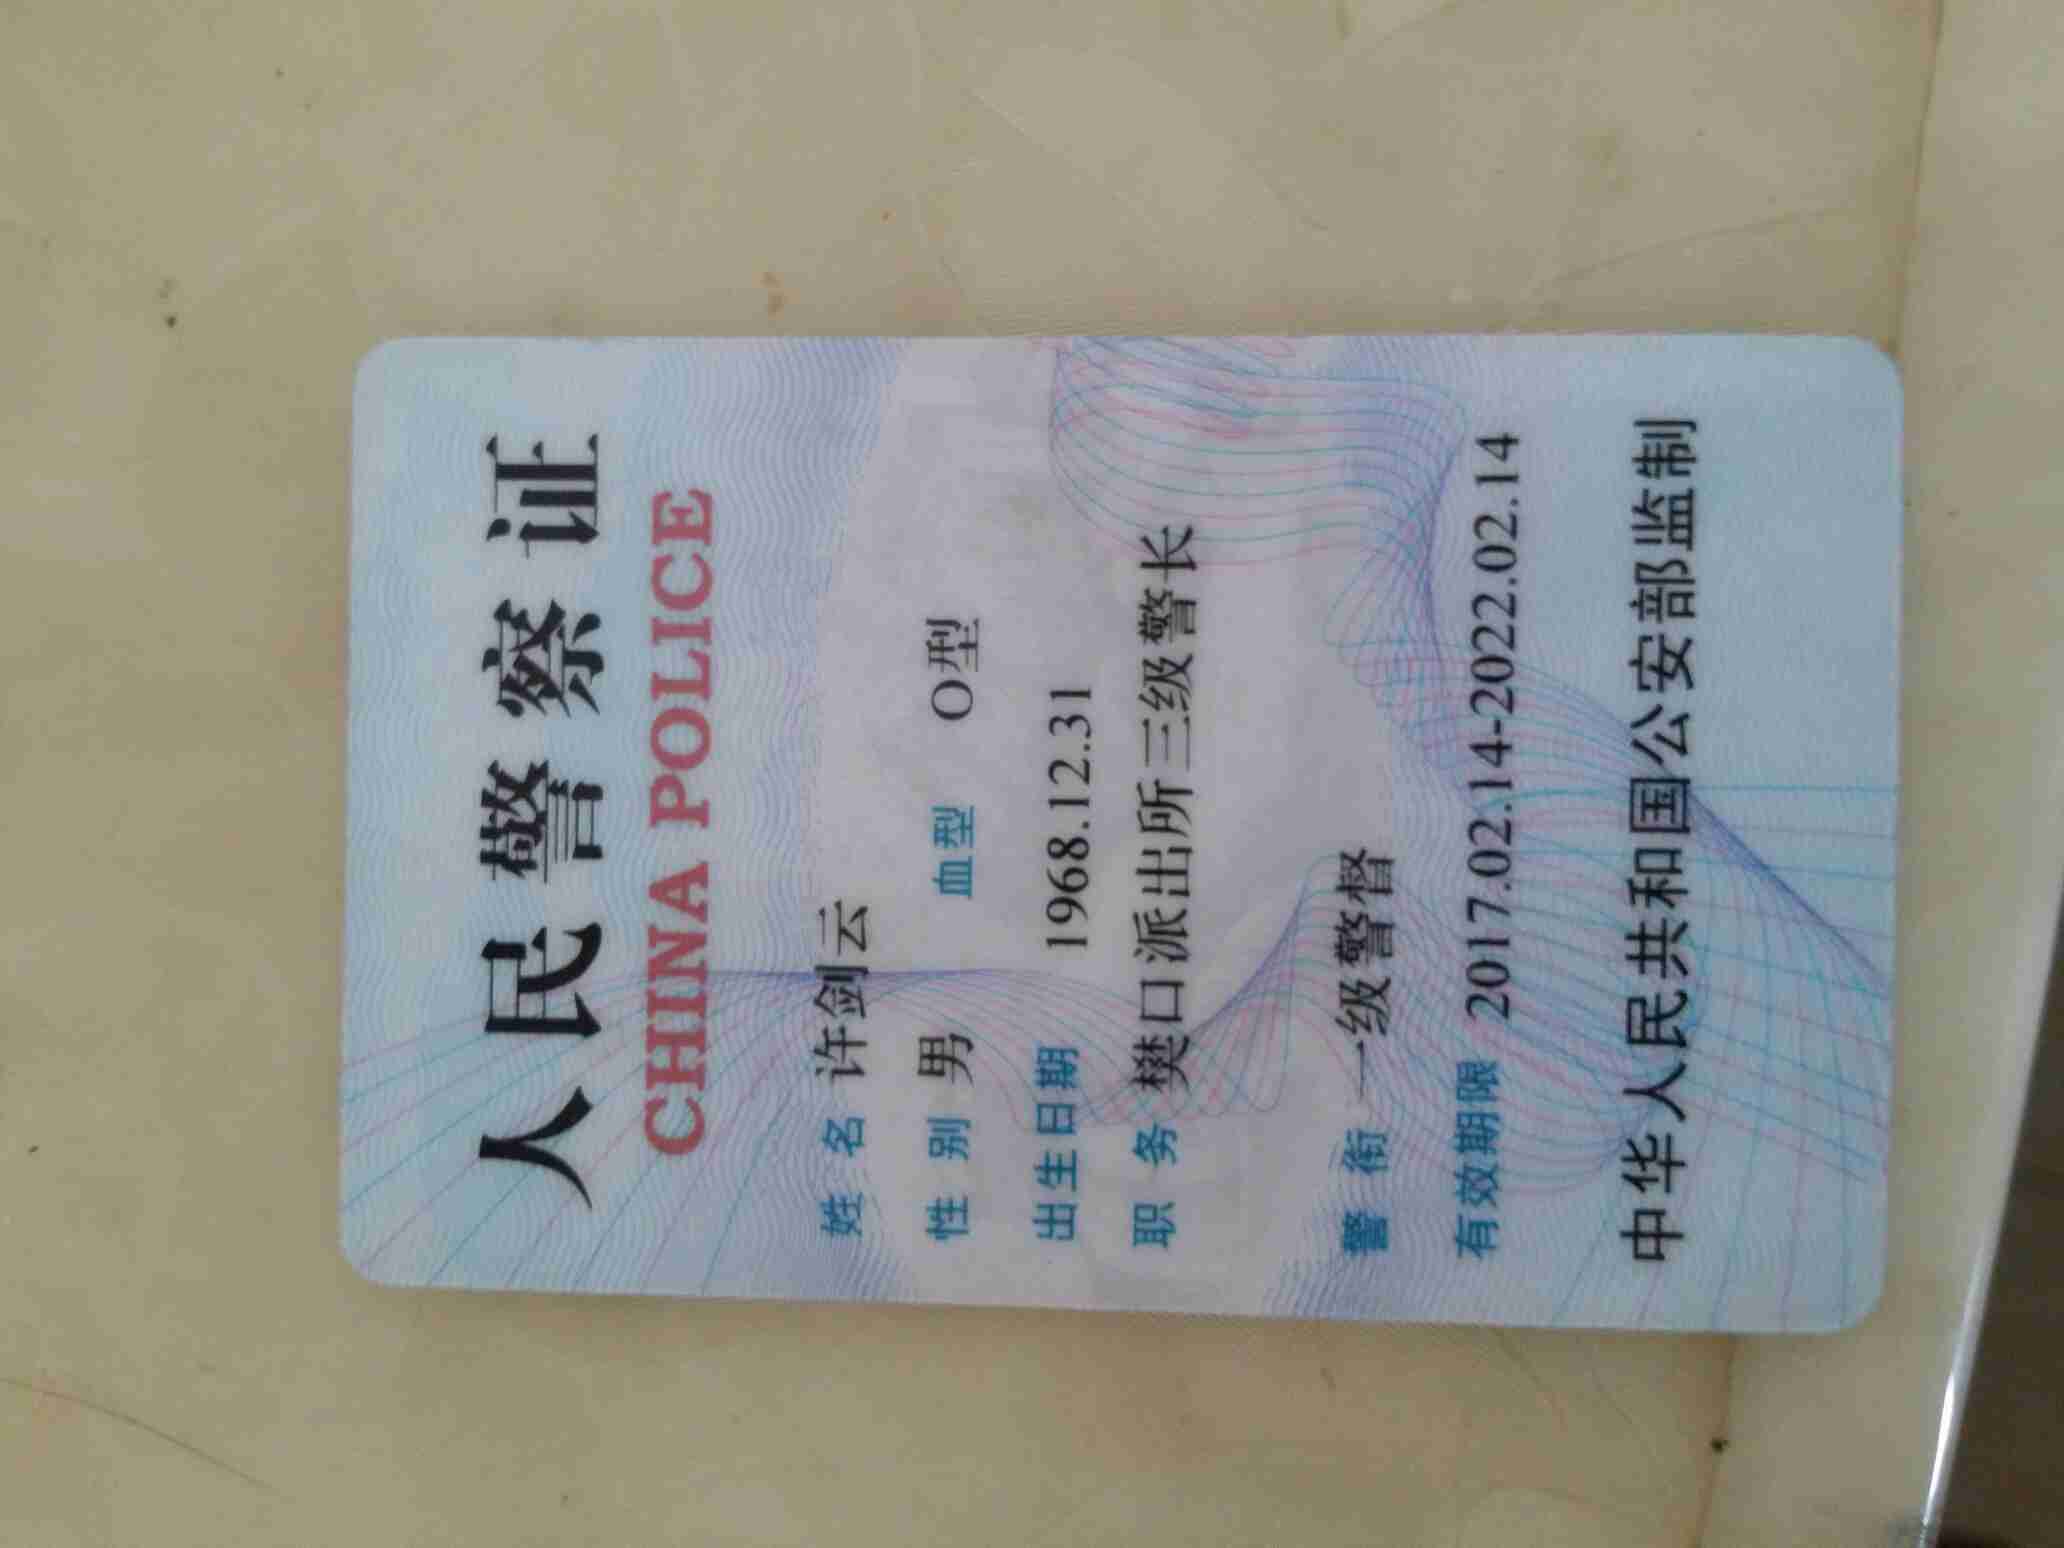 人民警察证
CHINA POLICE
姓 名 许剑云
性 别 男 血型 O型
出生日期 1968.12.31
职 务 樊口派出所三级警长
警 衔 一级警督
有效期限 2017.02.14-2022.02.14
中华人民共和国公安部监制